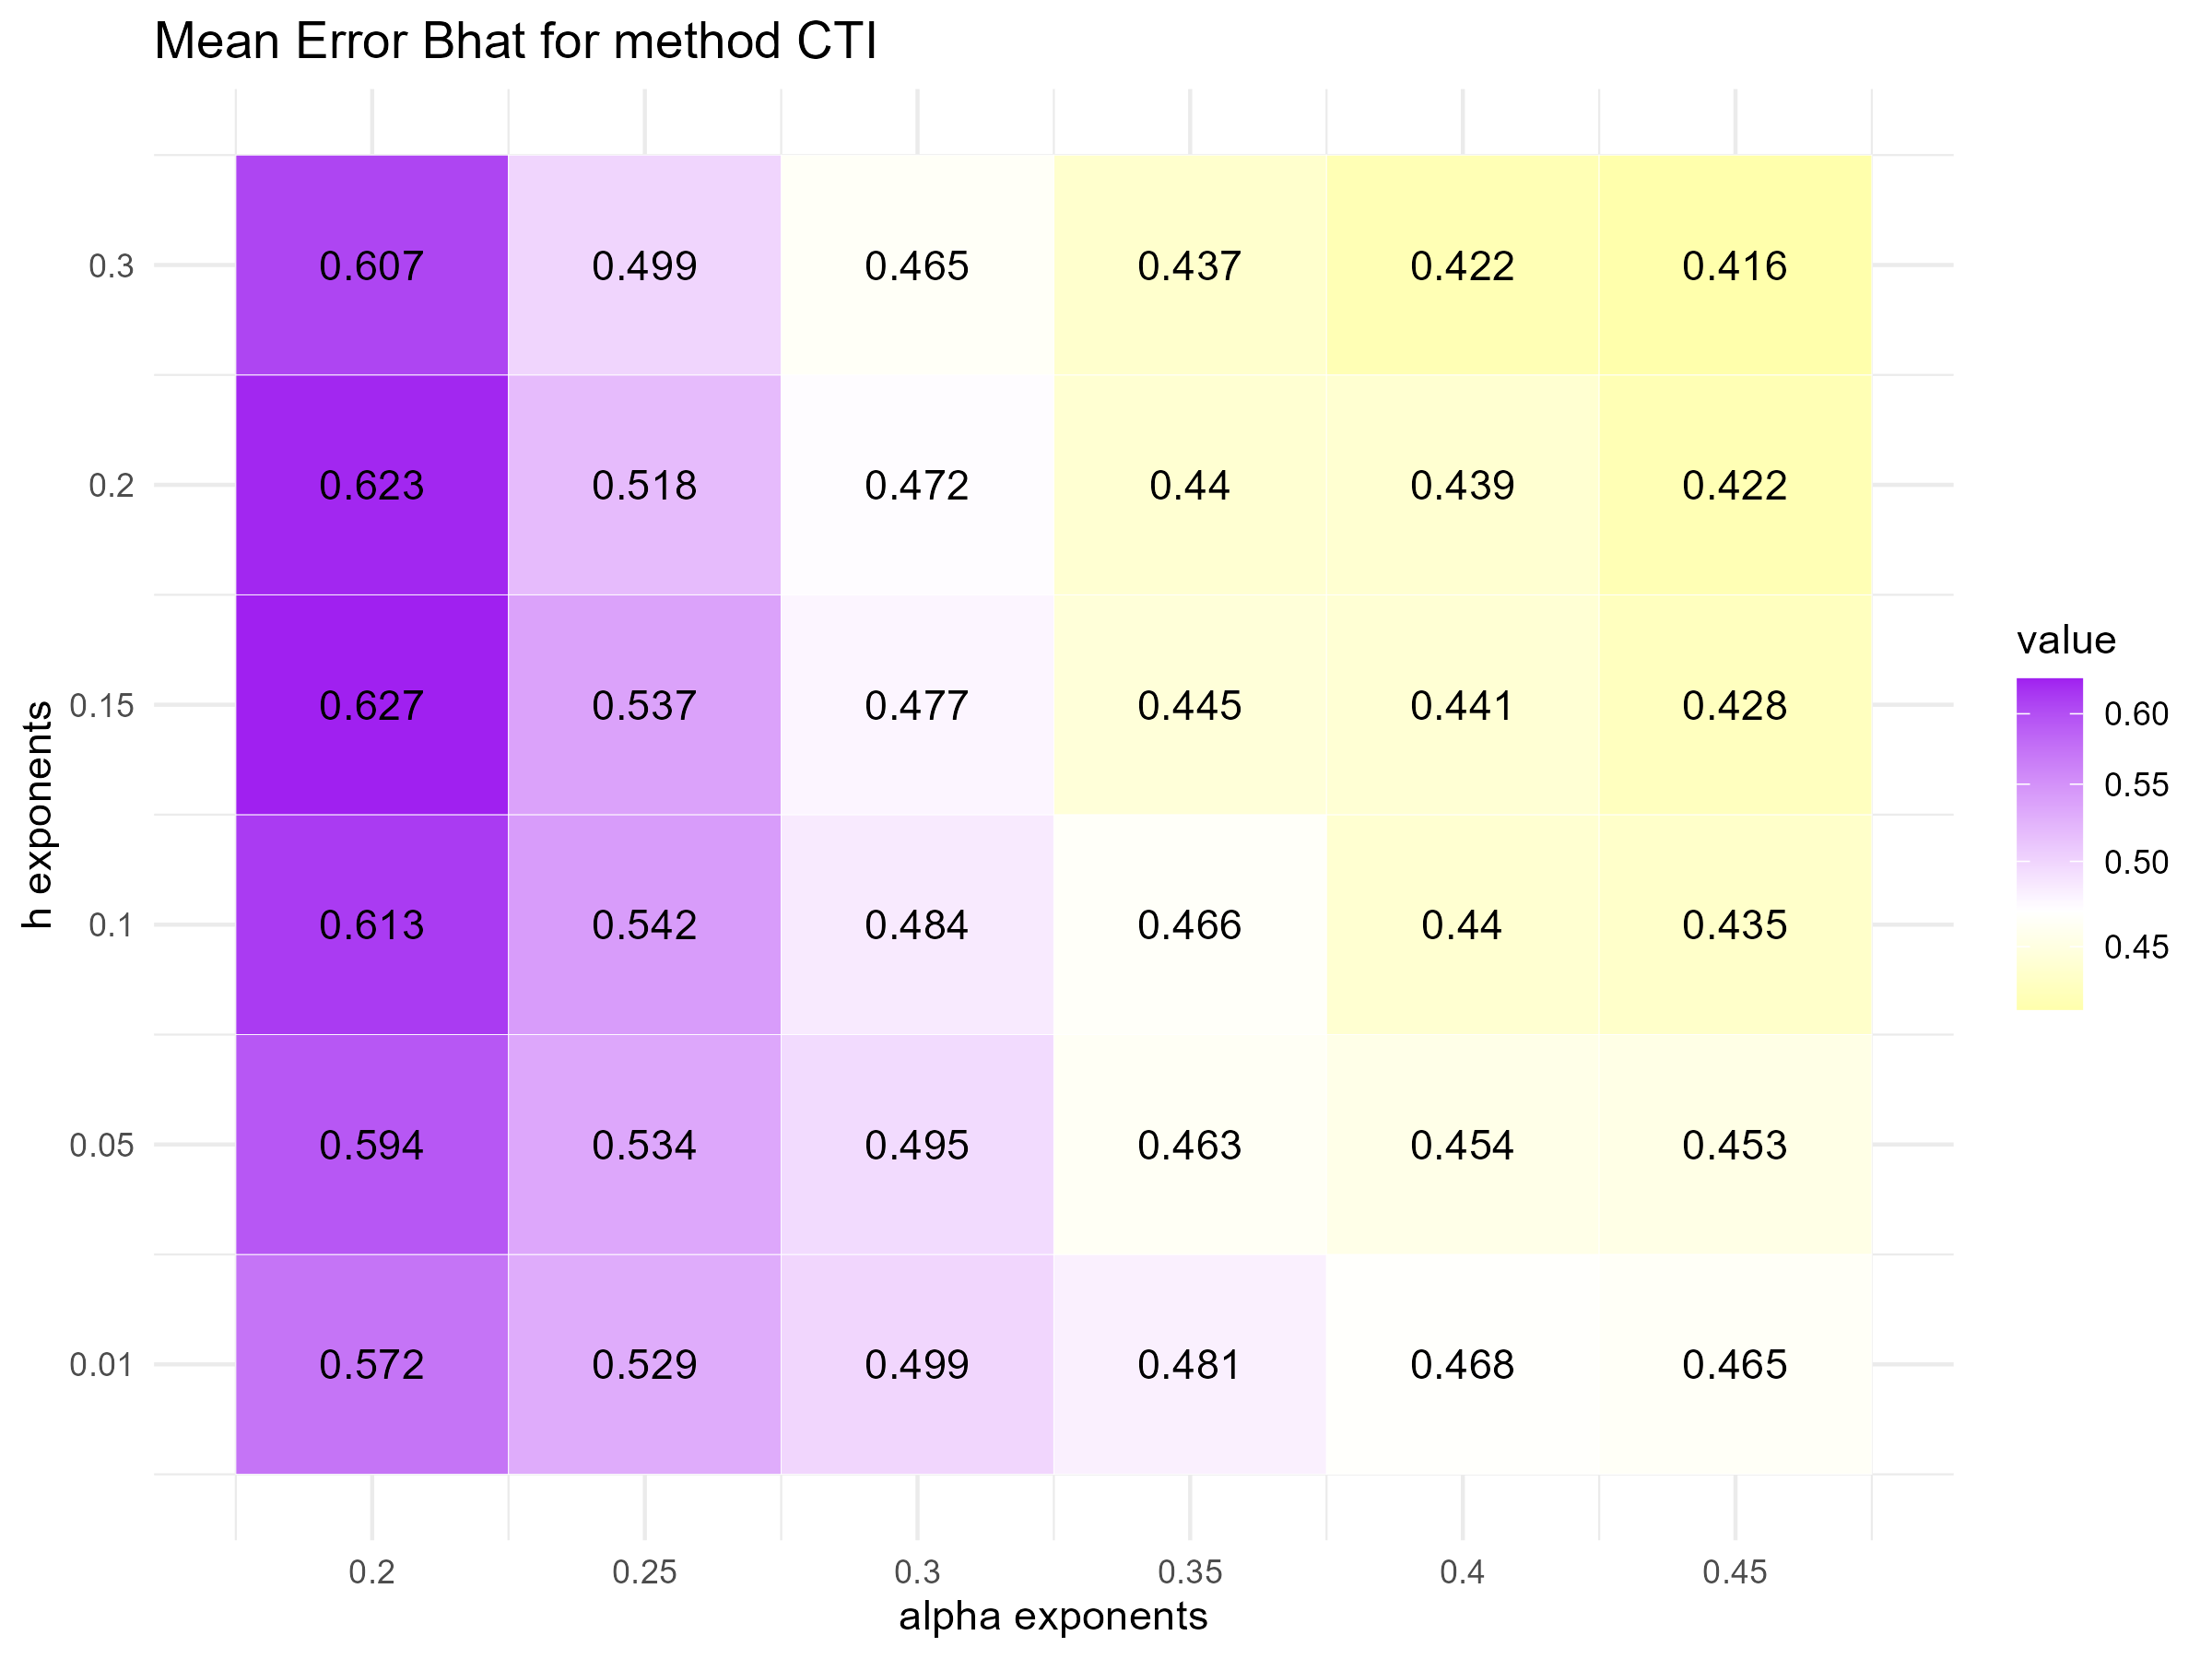 Mean Error Bhat for method CTI
0.3 0.607 0.499 0.465 0.437 0.422 0.416
0.2 0.623 0.518 0.472 0.44 0.439 0.422
0.15 0.627 0.537 0.477 0.445 0.441 0.428
0.1 0.613 0.542 0.484 0.466 0.44 0.435
0.05 0.594 0.534 0.495 0.463 0.454 0.453
0.01 0.572 0.529 0.499 0.481 0.468 0.465
0.2 0.25 0.3 0.35 0.4 0.45
alpha exponents
h exponents
value
0.60
0.55
0.50
0.45